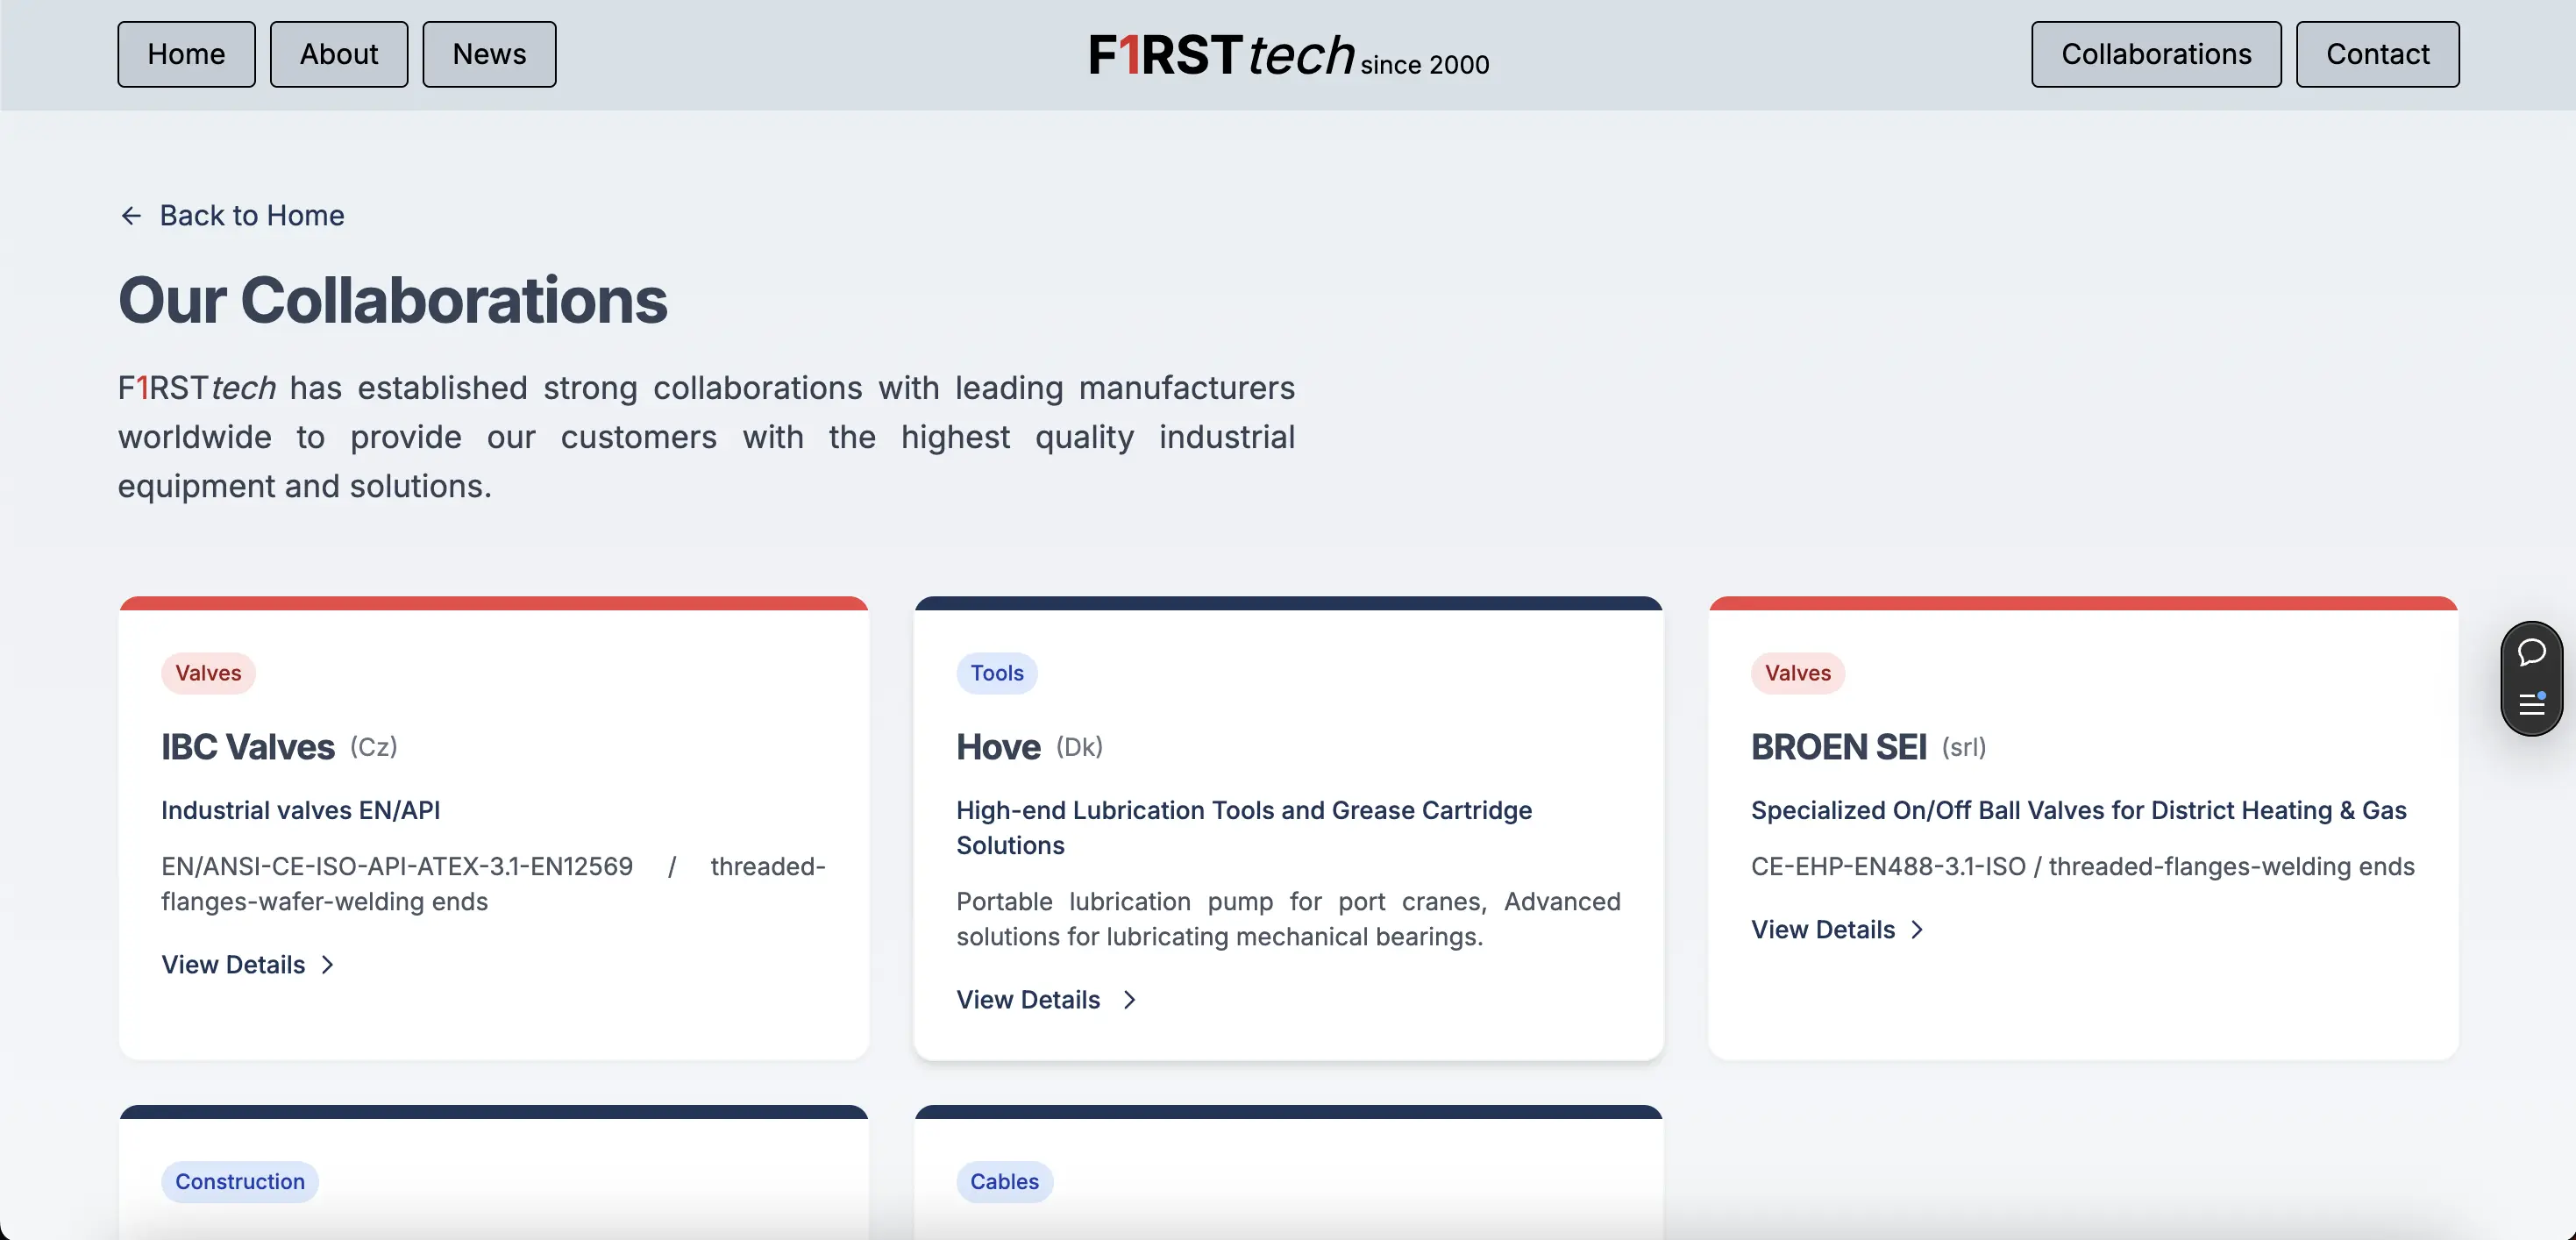 Home
About
News
F1RSTtech since 2000
Collaborations
Contact
← Back to Home
Our Collaborations
F1RSTtech has established strong collaborations with leading manufacturers
worldwide to provide our customers with the highest quality industrial
equipment and solutions.
Valves
IBC Valves (Cz)
Industrial valves EN/API
EN/ANSI-CE-ISO-API-ATEX-3.1-EN12569 / threaded-
flanges-wafer-welding ends
View Details
Tools
Hove (Dk)
High-end Lubrication Tools and Grease Cartridge
Solutions
Portable lubrication pump for port cranes, Advanced
solutions for lubricating mechanical bearings.
View Details
Valves
BROEN SEI (srl)
Specialized On/Off Ball Valves for District Heating & Gas
CE-EHP-EN488-3.1-ISO / threaded-flanges-welding ends
View Details
Construction
Cables